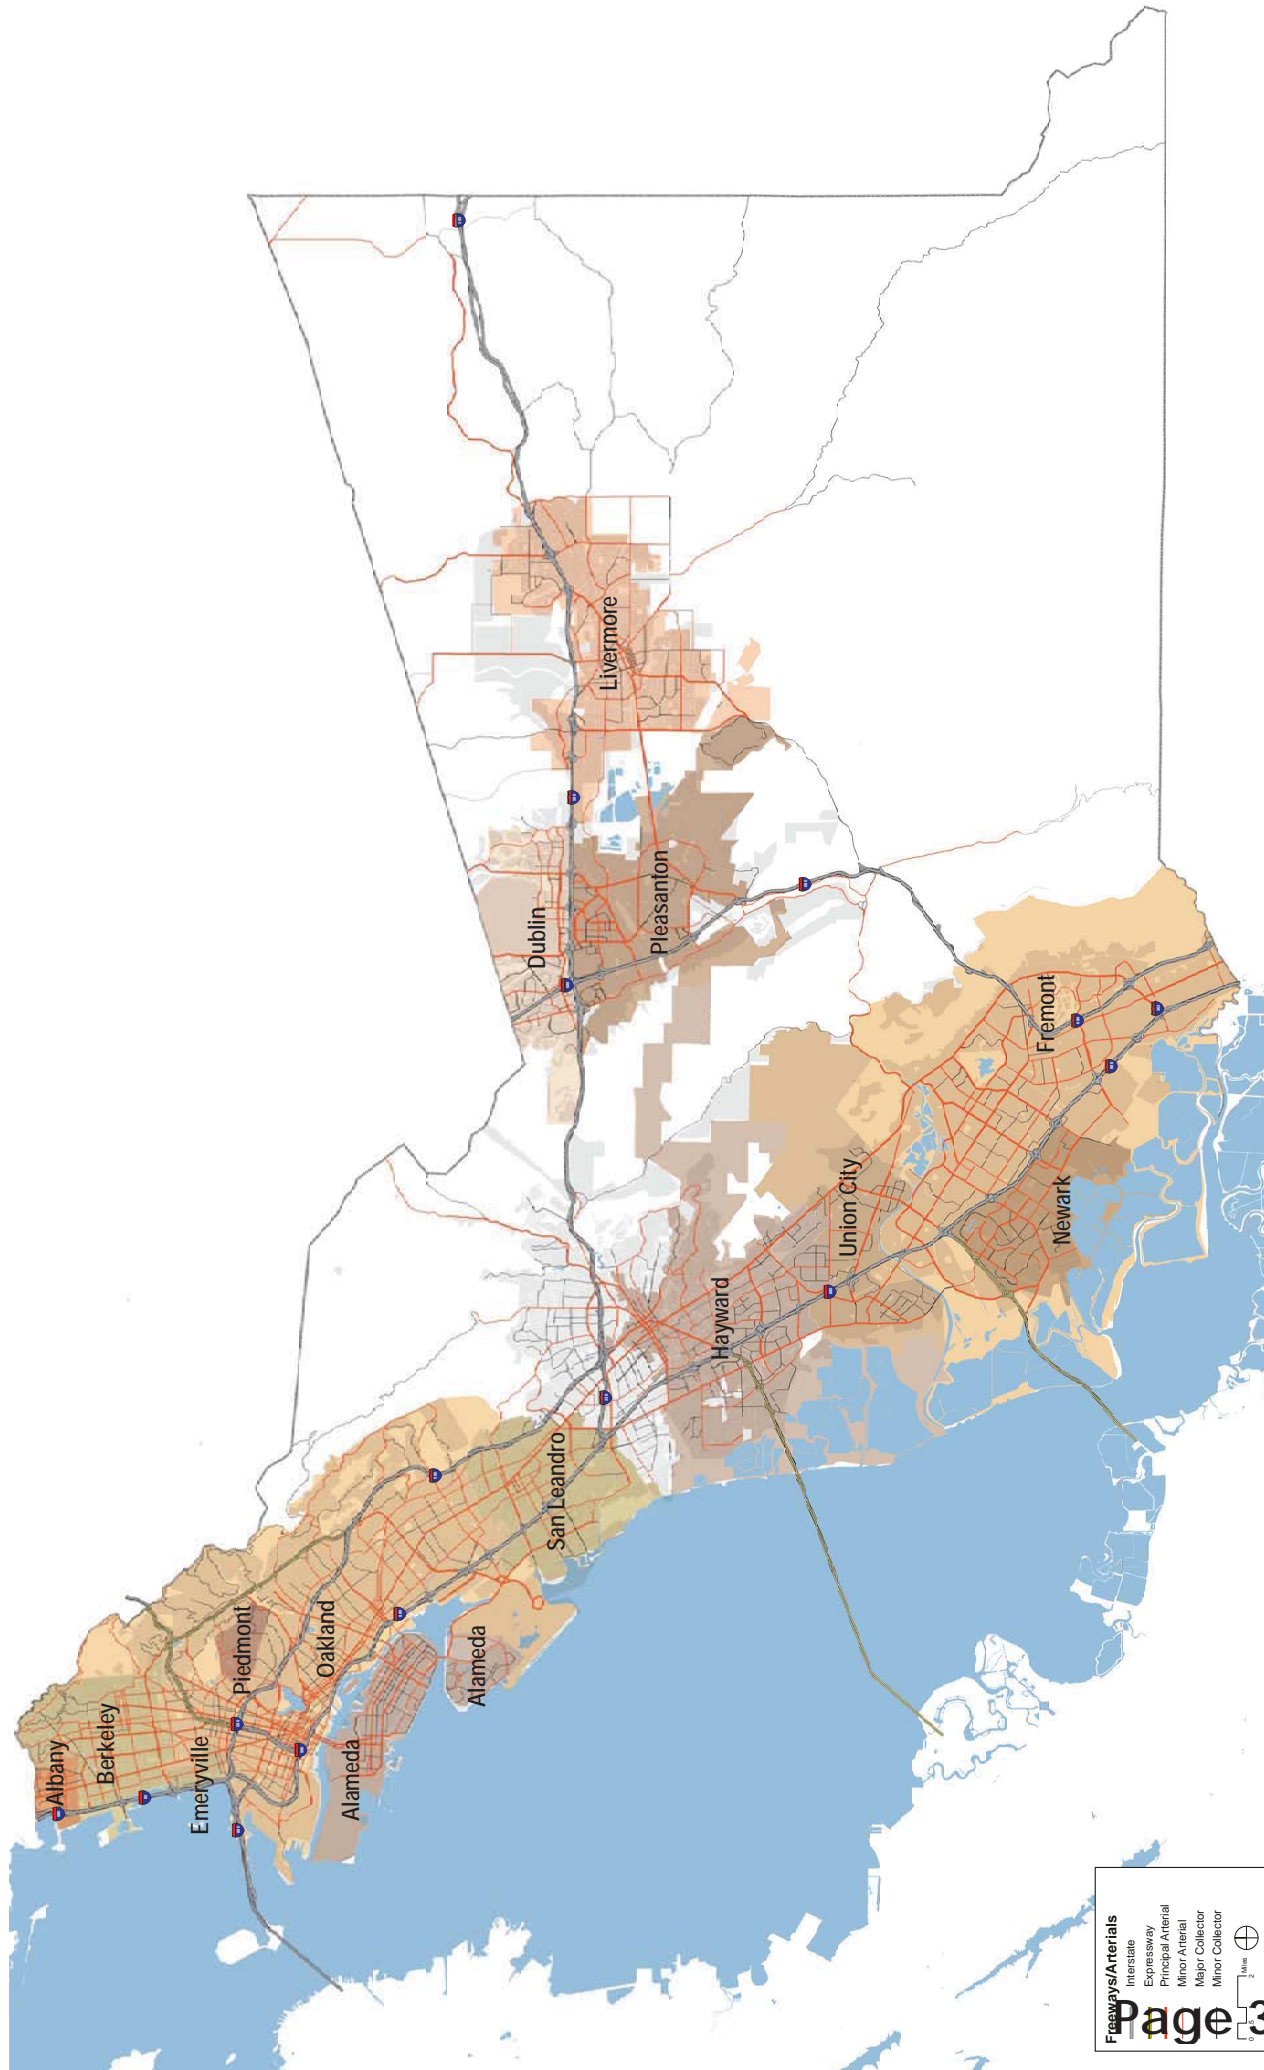 Albany
Berkeley
Emeryville
Piedmont
Oakland
Alameda
Alameda
San Leandro
Hayward
Union City
Newark
Fremont
Dublin
Pleasanton
Livermore
Freeways/Arterials
Interstate
Expressway
Principal Arterial
Minor Arterial
Major Collector
Minor Collector
2 Miles
Page 3